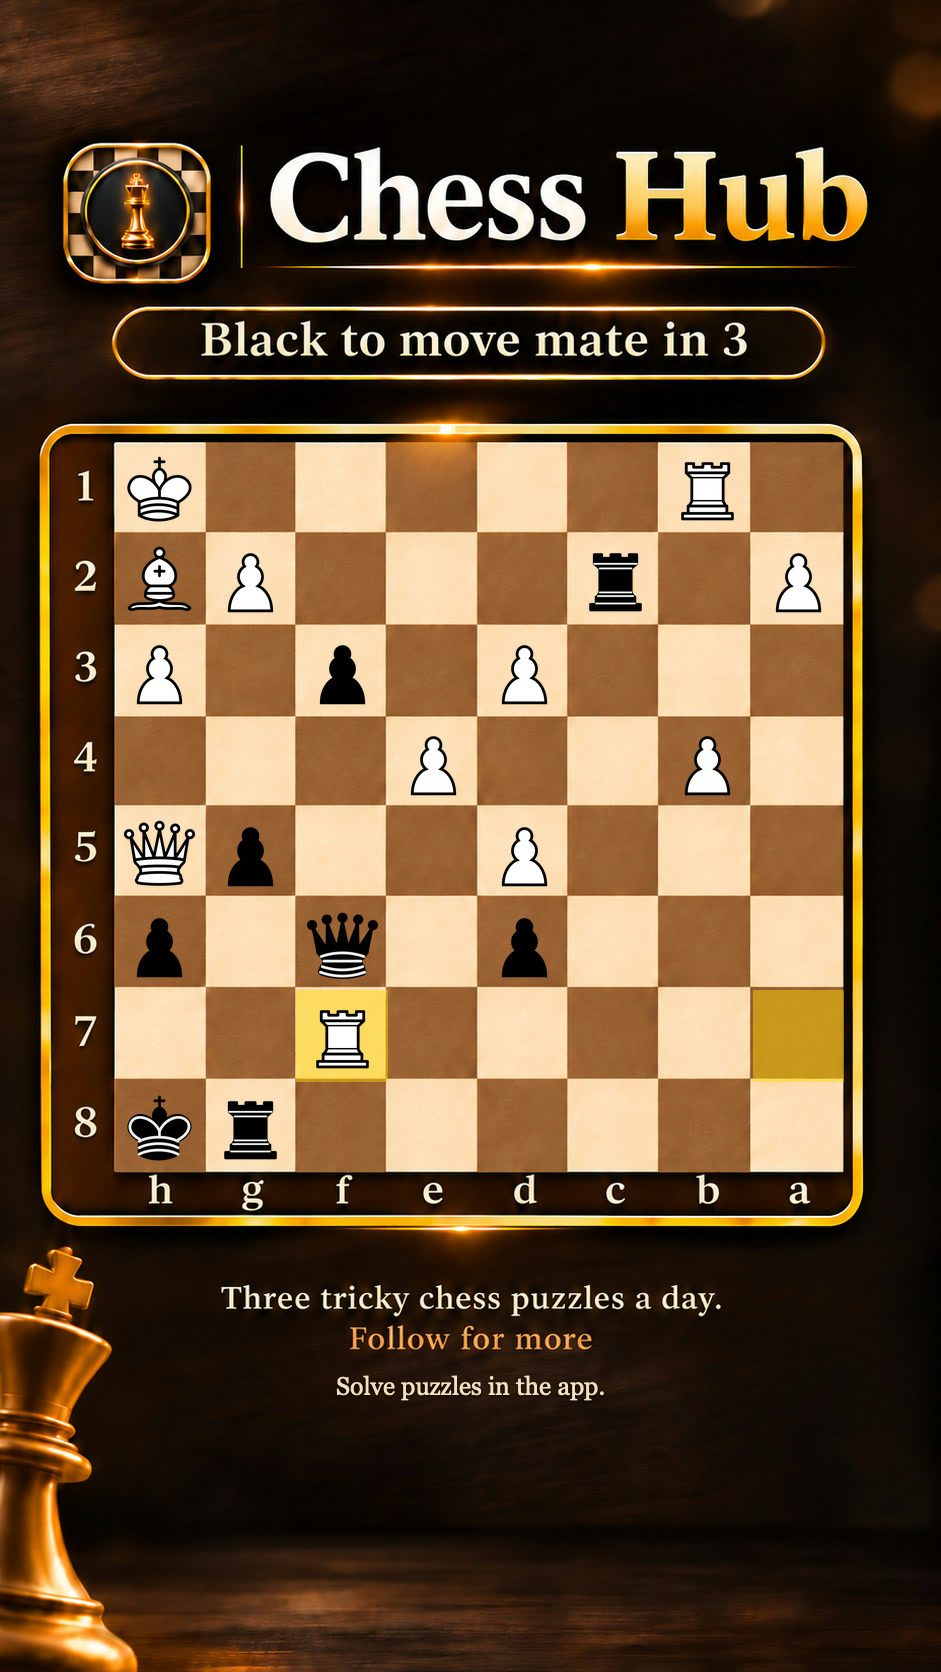 Chess Hub
Black to move mate in 3
1
2
3
4
5
6
7
8
h g f e d c b a
Three tricky chess puzzles a day.
Follow for more
Solve puzzles in the app.